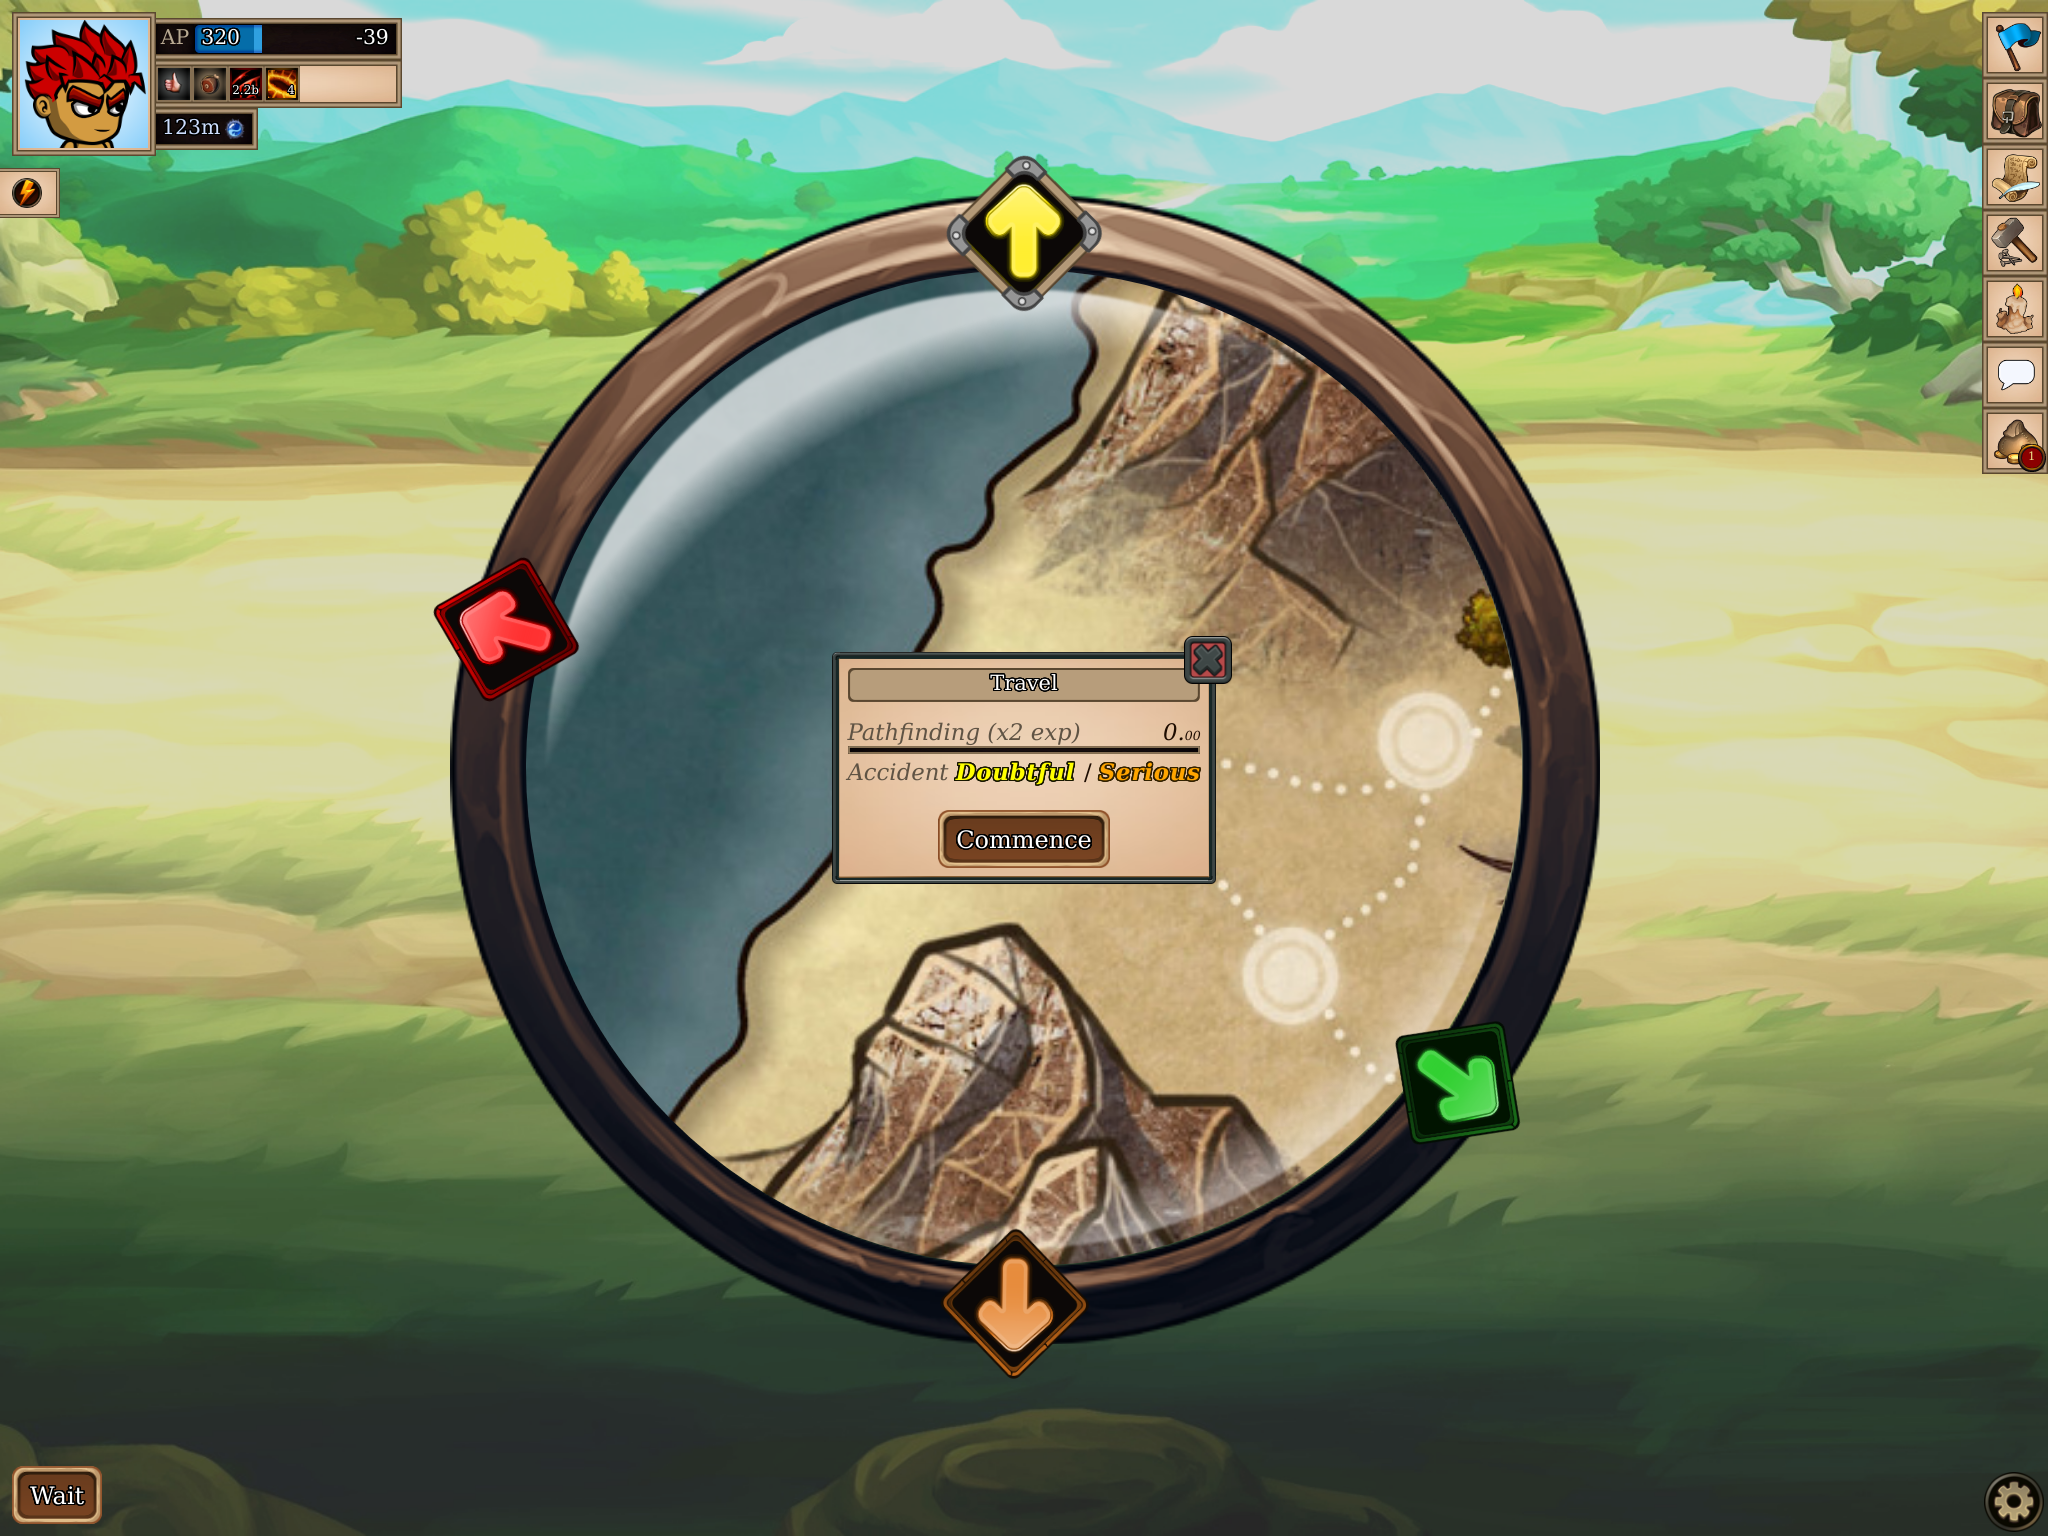 AP 320 -39
2.2b 4
123m
1
Travel
Pathfinding (x2 exp) 0.00
Accident Doubtful / Serious
Commence
Wait